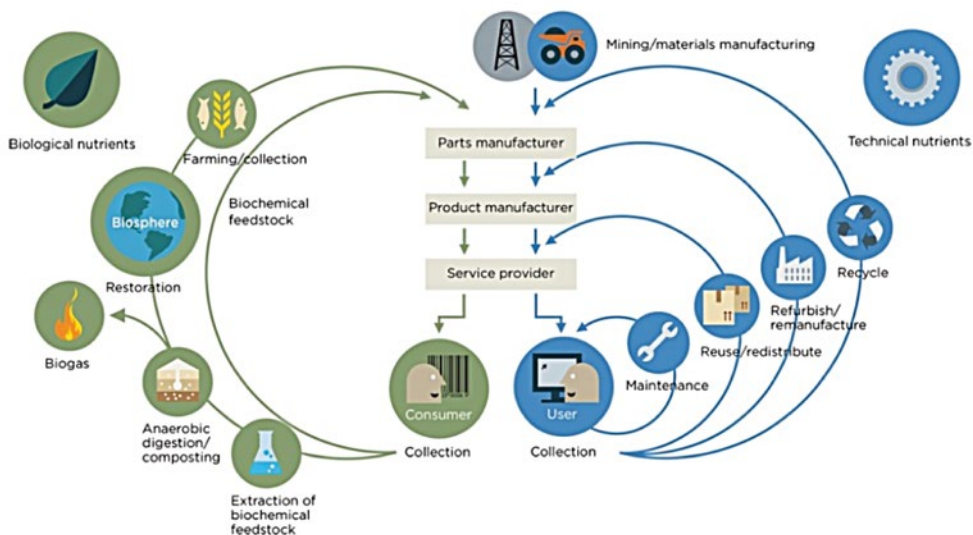 Mining/materials manufacturing
Biological nutrients
Technical nutrients
Farming/collection
Parts manufacturer
Biochemical
feedstock
Product manufacturer
Biosphere
Restoration
Service provider
Recycle
Refurbish/
remanufacture
Reuse/redistribute
Biogas
Maintenance
Consumer
User
Anaerobic digestion/
composting
Collection
Collection
Extraction of
biochemical
feedstock